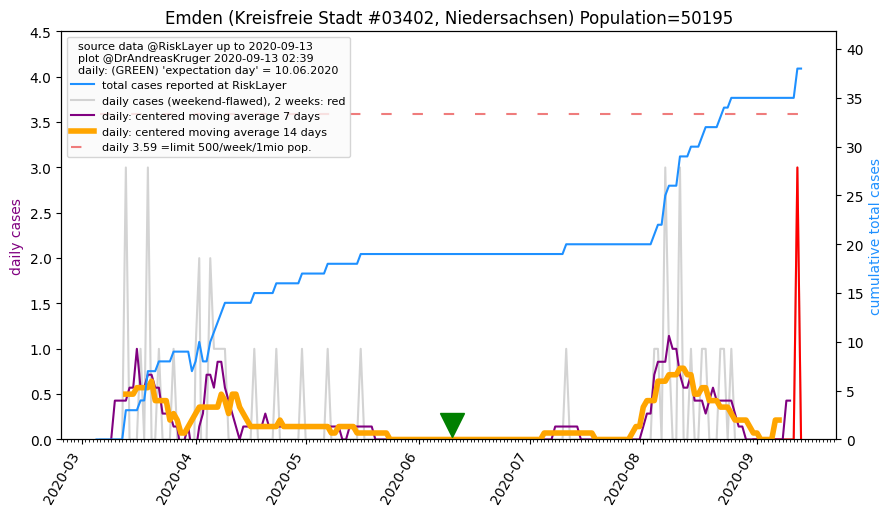 Emden (Kreisfreie Stadt #03402, Niedersachsen) Population=50195
source data @RiskLayer up to 2020-09-13
plot @DrAndreasKruger 2020-09-13 02:39
daily: (GREEN) 'expectation day' = 10.06.2020
total cases reported at RiskLayer
daily cases (weekend-flawed), 2 weeks: red
daily: centered moving average 7 days
daily: centered moving average 14 days
daily 3.59 =limit 500/week/1mio pop.
daily cases
4.5
4.0
3.5
3.0
2.5
2.0
1.5
1.0
0.5
0.0
40
35
30
25
20
15
10
5
0
cumulative total cases
2020-03
2020-04
2020-05
2020-06
2020-07
2020-08
2020-09